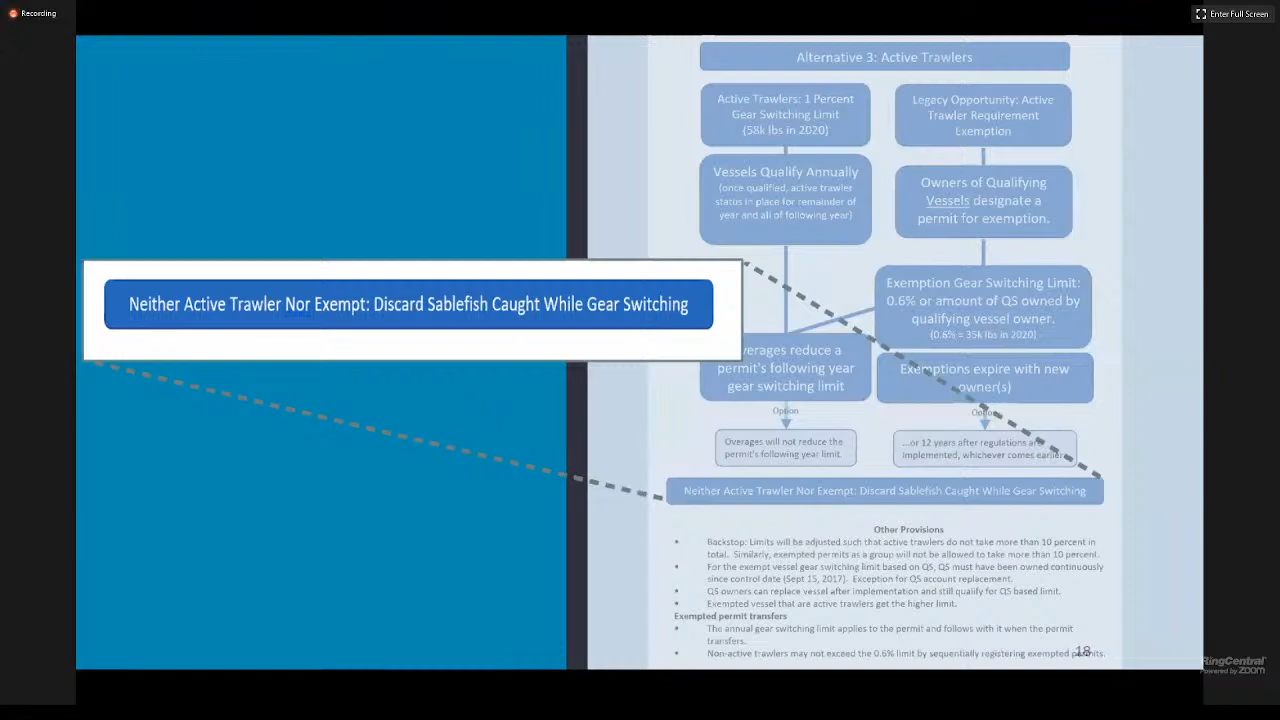 Recording
Enter Full Screen
Alternative 3: Active Trawlers
Active Trawlers: 1 Percent
Gear Switching Limit
(58k lbs in 2020)
Legacy Opportunity: Active
Trawler Requirement
Exemption
Vessels Qualify Annually
(once qualified, active trawler
status in place for remainder of
year and all of following year)
Owners of Qualifying
Vessels designate a
permit for exemption.
Neither Active Trawler Nor Exempt: Discard Sablefish Caught While Gear Switching
Exemption Gear Switching Limit:
0.6% or amount of QS owned by
qualifying vessel owner.
(0.6% = 35k lbs in 2020)
reduce a
permit's following year
gear switching limit
Exemptions expire with new
owner(s)
Option
Option
Overages will not reduce the
permit's following year limit.
...or 12 years after regulations are
implemented, whichever comes earlier
Neither Active Trawler Nor Exempt: Discard Sablefish Caught While Gear Switching
Other Provisions
• Backstop: Limits will be adjusted such that active trawlers do not take more than 10 percent in
total. Similarly, exempted permits as a group will not be allowed to take more than 10 percent.
• For the exempt vessel gear switching limit based on QS, QS must have been owned continuously
since control date (Sept 15, 2017). Exception for QS account replacement.
• QS owners can replace vessel after implementation and still qualify for QS based limit.
• Exempted vessel that are active trawlers get the higher limit.
Exempted permit transfers
• The annual gear switching limit applies to the permit and follows with it when the permit
transfers.
• Non-active trawlers may not exceed the 0.6% limit by sequentially registering exempted permits.
18
RingCentral
Powered by zoom